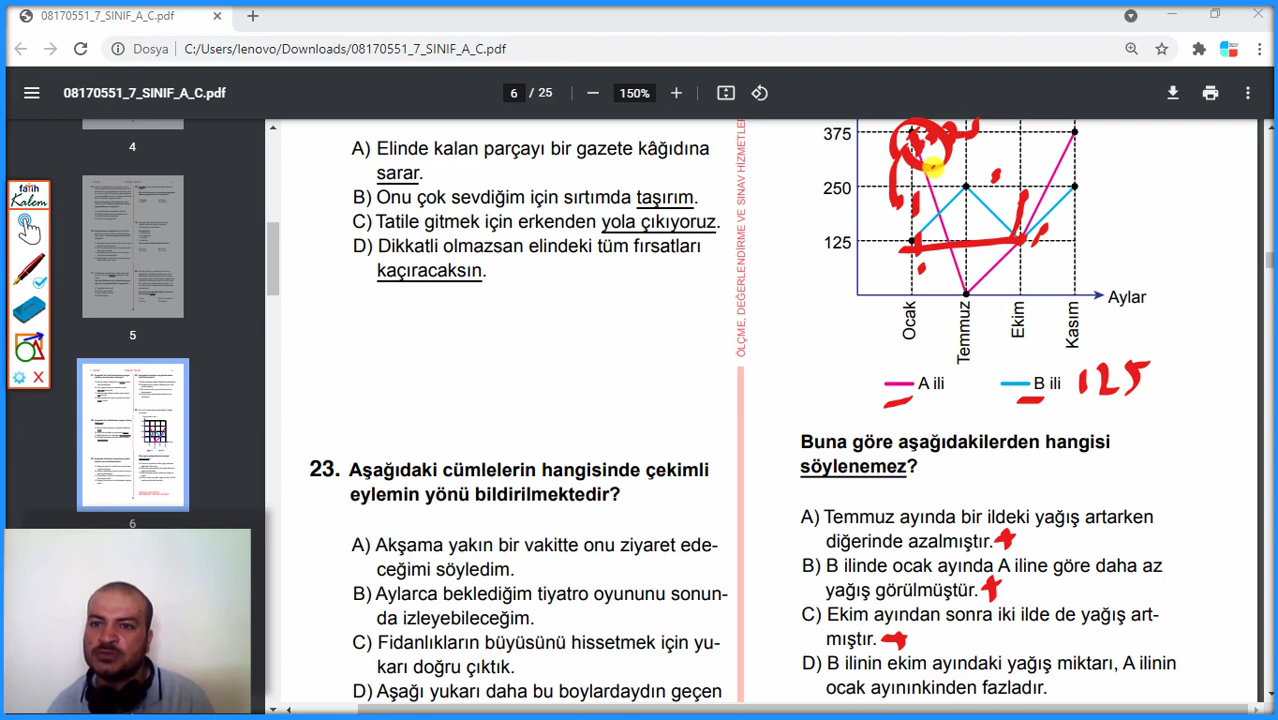 08170551_7_SINIF_A_C.pdf
Dosya
C:/Users/lenovo/Downloads/08170551_7_SINIF_A_C.pdf
08170551_7_SINIF_A_C.pdf
6 / 25
150%
4
5
6
fatih
Kalem
A) Elinde kalan parçayı bir gazete kâğıdına
sarar.
B) Onu çok sevdiğim için sırtımda taşırım.
C) Tatile gitmek için erkenden yola çıkıyoruz.
D) Dikkatli olmazsan elindeki tüm fırsatları
kaçıracaksın.
23. Aşağıdaki cümlelerin hangisinde çekimli
eylemin yönü bildirilmektedir?
A) Akşama yakın bir vakitte onu ziyaret ede-
ceğimi söyledim.
B) Aylarca beklediğim tiyatro oyununu sonun-
da izleyebileceğim.
C) Fidanlıkların büyüsünü hissetmek için yu-
karı doğru çıktık.
D) Aşağı yukarı daha bu boylardaydın geçen
ÖLÇME, DEĞERLENDİRME VE SINAV HİZMETLER
375
250
125
Ocak
Temmuz
Ekim
Kasım
Aylar
A ili
B ili
125
Buna göre aşağıdakilerden hangisi
söylenemez?
A) Temmuz ayında bir ildeki yağış artarken
diğerinde azalmıştır.
B) B ilinde ocak ayında A iline göre daha az
yağış görülmüştür.
C) Ekim ayından sonra iki ilde de yağış art-
mıştır.
D) B ilinin ekim ayındaki yağış miktarı, A ilinin
ocak ayınınkinden fazladır.